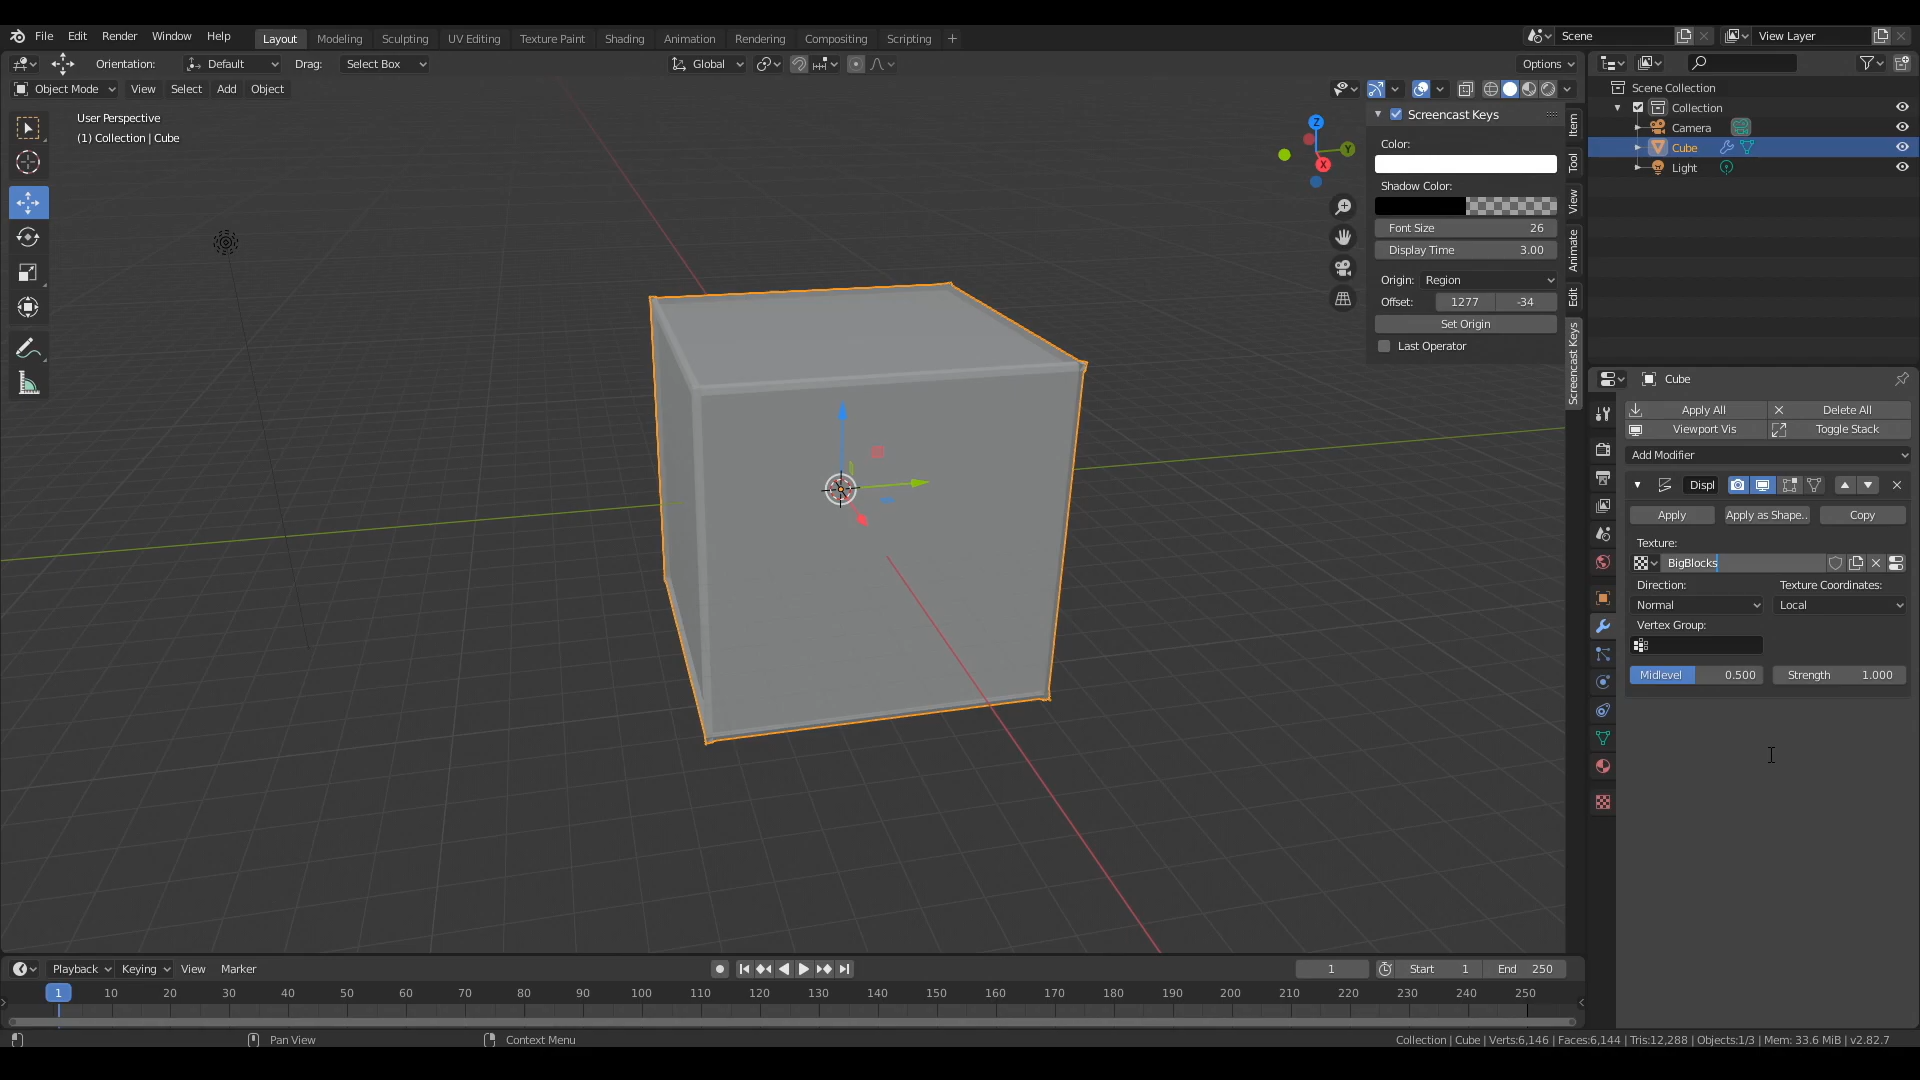 File Edit Render Window Help Layout Modeling Sculpting UV Editing Texture Paint Shading Animation Rendering Compositing Scripting + Scene View Layer
Orientation: Default Drag: Select Box Global Options
Object Mode View Select Add Object
User Perspective
(1) Collection | Cube
Z
Y
X
Screencast Keys
Color:
Shadow Color:
Font Size 26
Display Time 3.00
Origin: Region
Offset: 1277 -34
Set Origin
Last Operator
Item
Tool
View
Animate
Edit
Screencast Keys
Scene Collection
Collection
Camera
Cube
Light
Cube
Apply All Delete All
Viewport Vis Toggle Stack
Add Modifier
Displ
Apply Apply as Shape.. Copy
Texture:
BigBlocks
Direction: Texture Coordinates:
Normal Local
Vertex Group:
Midlevel 0.500 Strength 1.000
Playback Keying View Marker 1 Start 1 End 250
1 10 20 30 40 50 60 70 80 90 100 110 120 130 140 150 160 170 180 190 200 210 220 230 240 250
Pan View Context Menu Collection | Cube | Verts:6,146 | Faces:6,144 | Tris:12,288 | Objects:1/3 | Mem: 33.6 MiB | v2.82.7